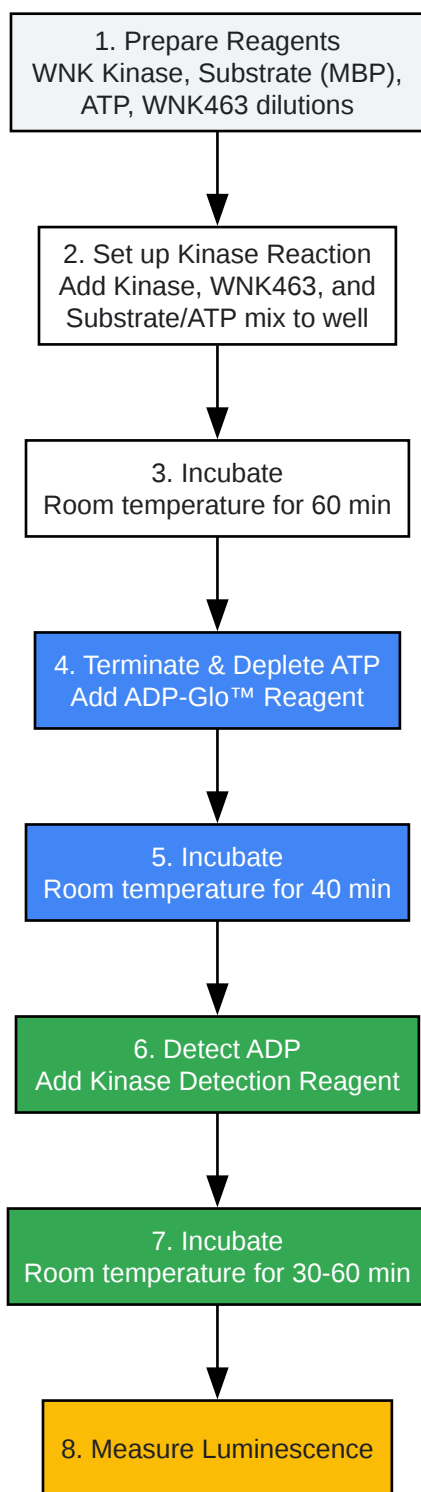 1. Prepare Reagents
WNK Kinase, Substrate (MBP),
ATP, WNK463 dilutions
2. Set up Kinase Reaction
Add Kinase, WNK463, and
Substrate/ATP mix to well
3. Incubate
Room temperature for 60 min
4. Terminate & Deplete ATP
Add ADP-Glo™ Reagent
5. Incubate
Room temperature for 40 min
6. Detect ADP
Add Kinase Detection Reagent
7. Incubate
Room temperature for 30-60 min
8. Measure Luminescence